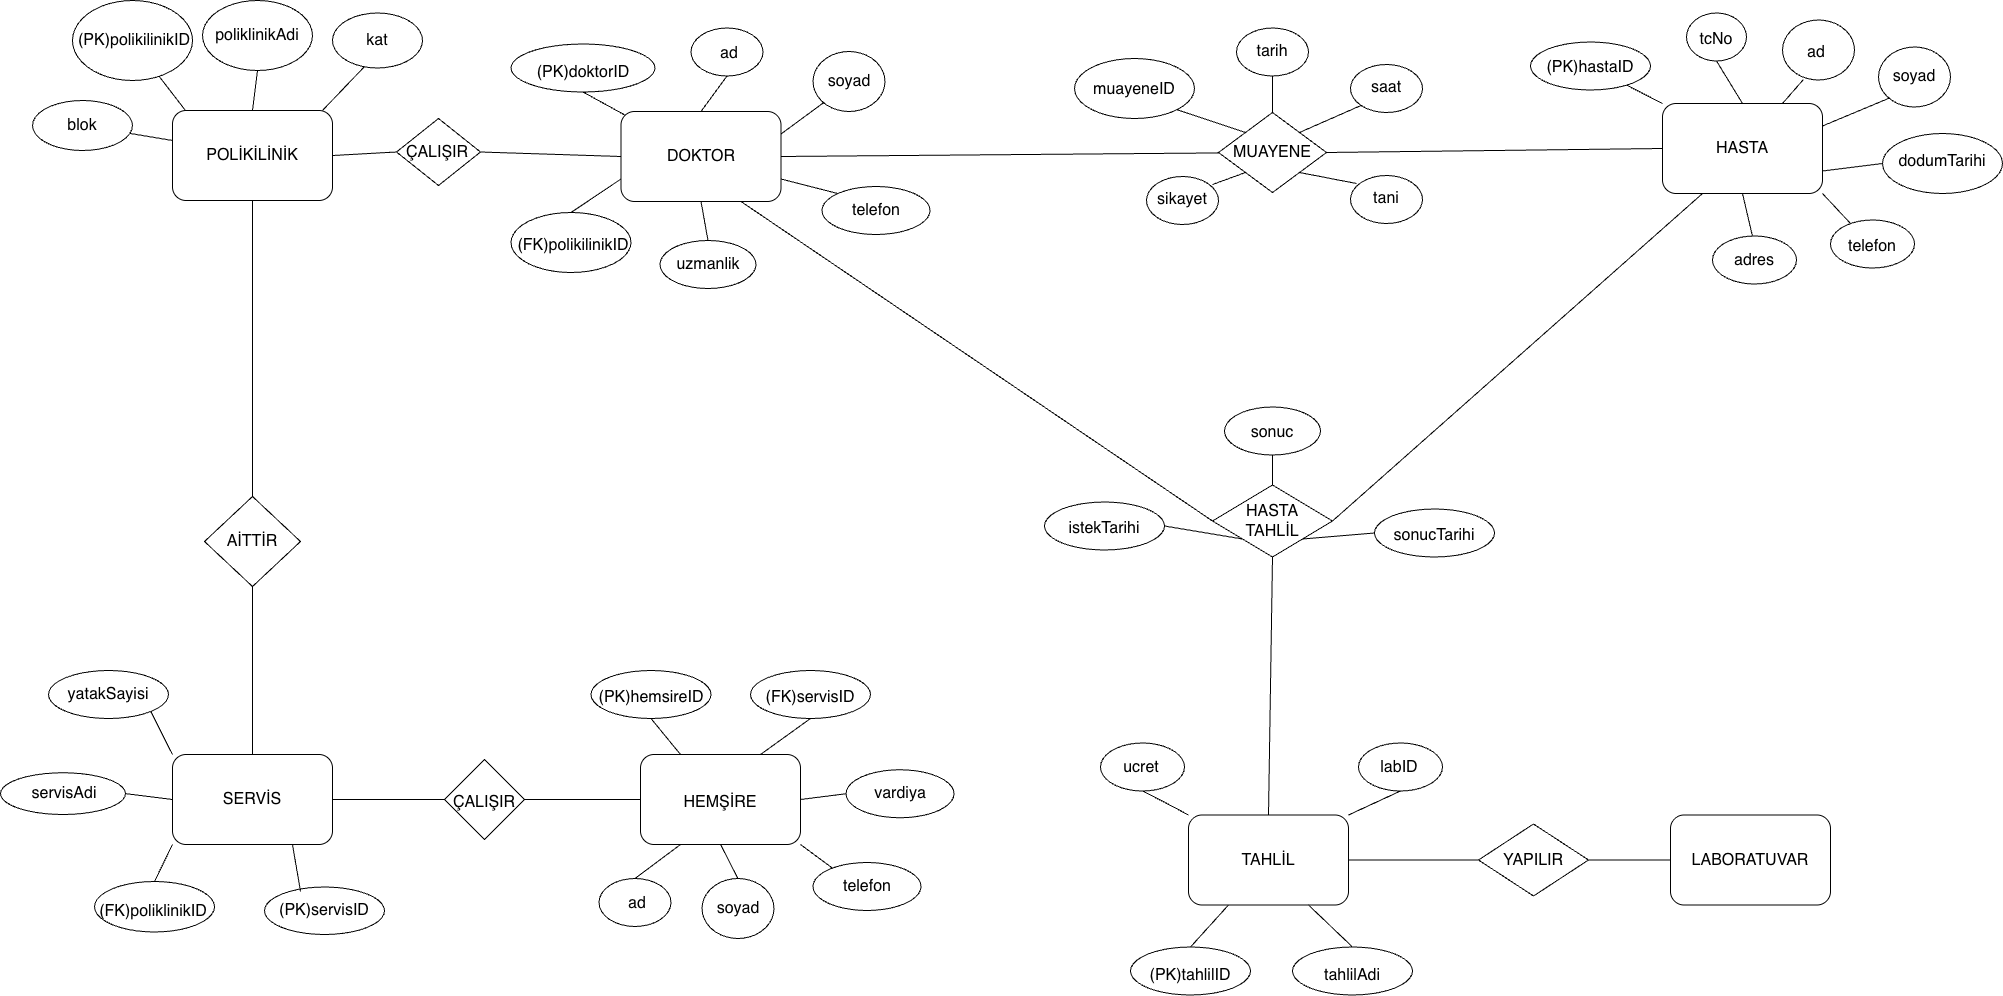 (PK)polikilinikID
poliklinikAdi
kat
blok
POLİKİLİNİK
ÇALIŞIR
(PK)doktorID
ad
soyad
DOKTOR
telefon
(FK)polikilinikID
uzmanlik
muayeneID
tarih
saat
MUAYENE
sikayet
tani
(PK)hastaID
tcNo
ad
soyad
HASTA
dodumTarihi
telefon
adres
sonuc
HASTA
TAHLİL
istekTarihi
sonucTarihi
AİTTİR
yatakSayisi
servisAdi
SERVİS
(FK)poliklinikID
(PK)servisID
ÇALIŞIR
(PK)hemsireID
(FK)servisID
HEMŞİRE
vardiya
ad
soyad
telefon
ucret
labID
TAHLİL
YAPILIR
LABORATUVAR
(PK)tahlilID
tahlilAdi